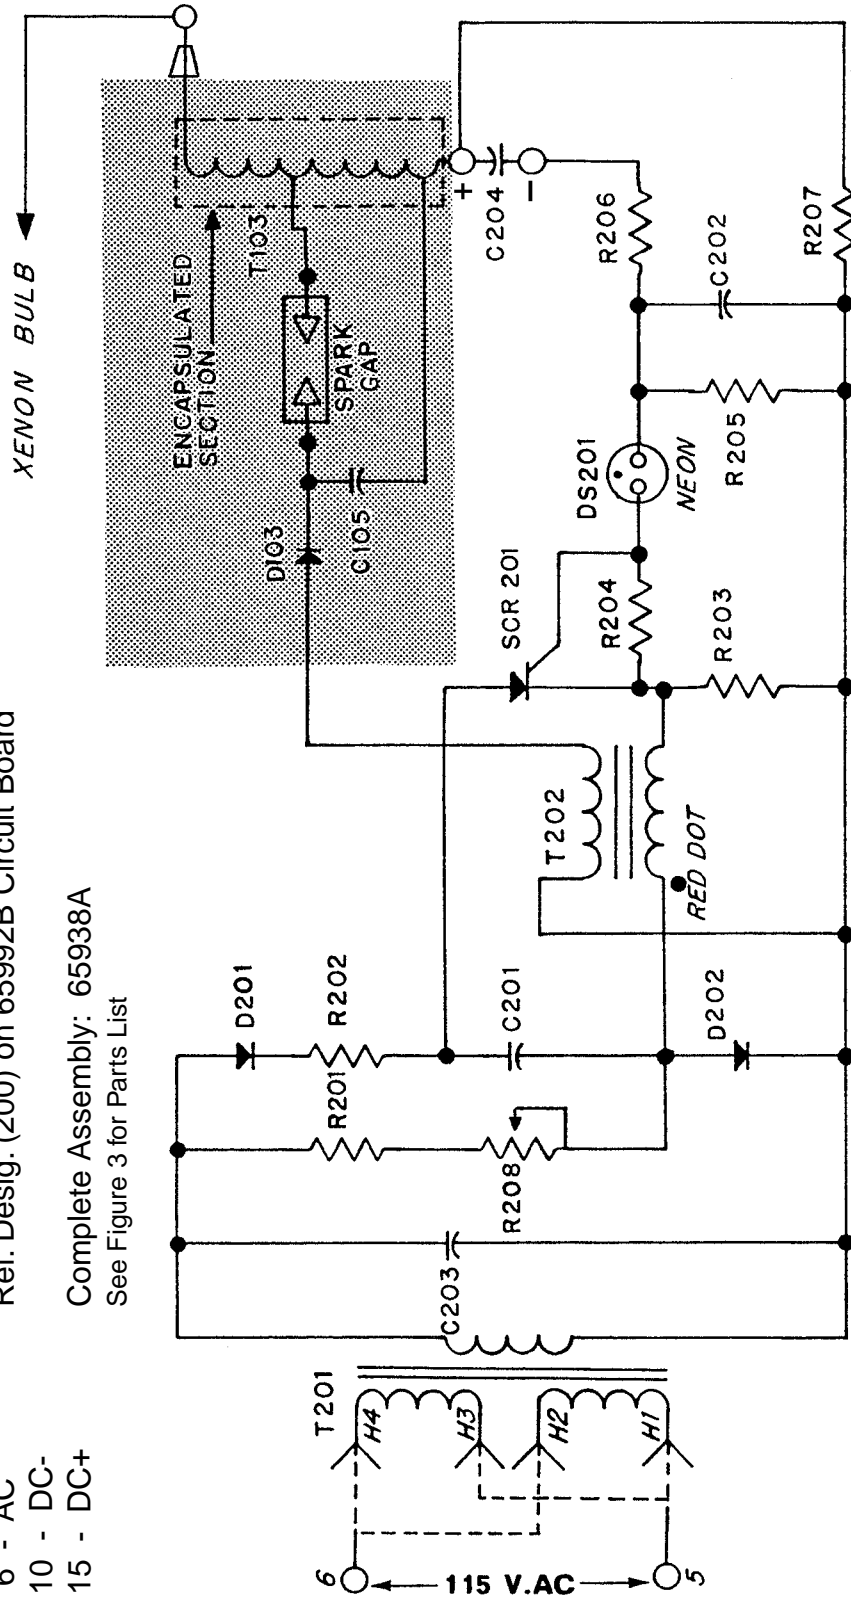 6 - AC
10 - DC-
15 - DC+
Complete Assembly: 65938A
See Figure 3 for Parts List
XENON BULB
ENCAPSULATED
SECTION
T103
SPARK
GAP
D103
C105
+
C204
-
R206
C202
R207
R205
DS201
NEON
SCR 201
R204
R203
T202
RED DOT
D201
R202
R201
C201
D202
R208
C203
T201
H4
H3
H2
H1
6
115 V.AC
5